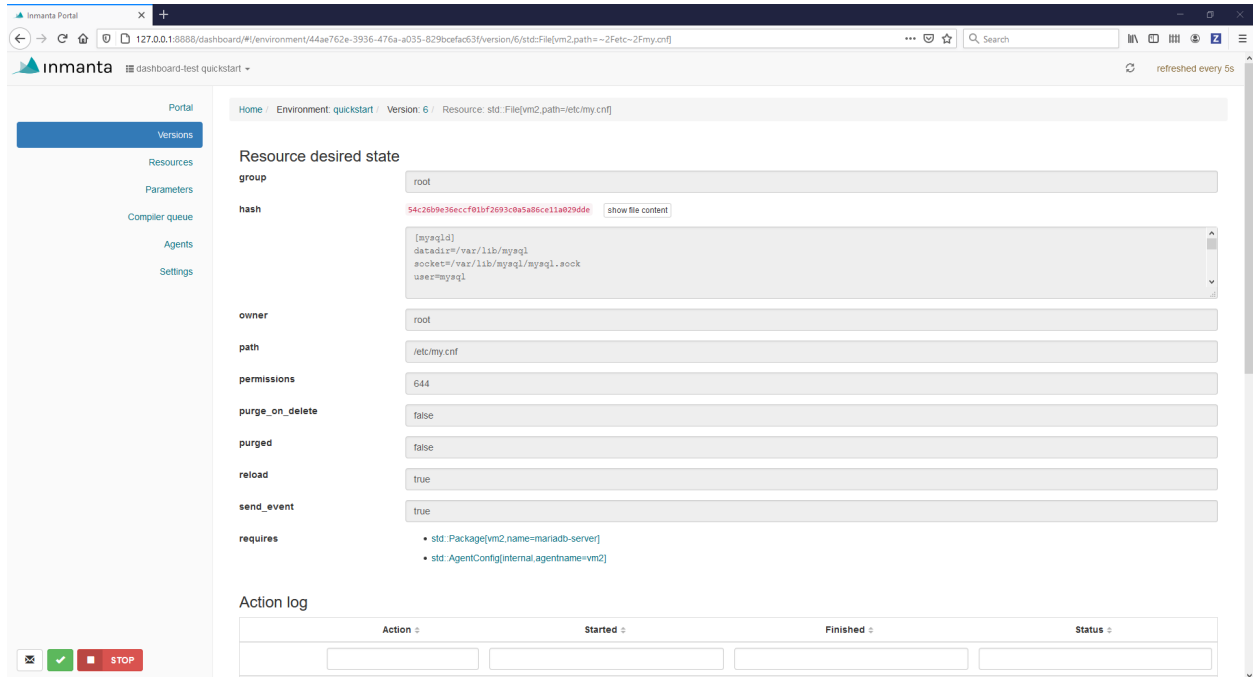 Inmanta Portal
127.0.0.1:8888/dashboard/#!/environment/44ae762e-3936-476a-a035-829bcefac63f/version/6/std::File[vm2,path=~2Fetc~2Fmy.cnf]
Search
inmanta dashboard-test quickstart
refreshed every 5s
Portal
Versions
Resources
Parameters
Compiler queue
Agents
Settings
Home / Environment: quickstart / Version: 6 / Resource: std::File[vm2,path=/etc/my.cnf]
Resource desired state
group root
hash 54c26b9e36eccf01bf2693c0a5a86ce11a029dde show file content
[mysqld]
datadir=/var/lib/mysql
socket=/var/lib/mysql/mysql.sock
user=mysql
owner root
path /etc/my.cnf
permissions 644
purge_on_delete false
purged false
reload true
send_event true
requires • std::Package[vm2,name=mariadb-server]
• std::AgentConfig[internal,agentname=vm2]
Action log
Action Started Finished Status
STOP